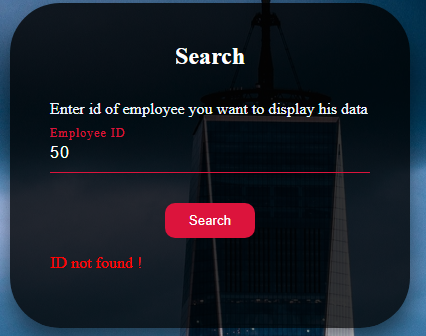 Search
Enter id of employee you want to display his data
Employee ID
50
Search
ID not found !